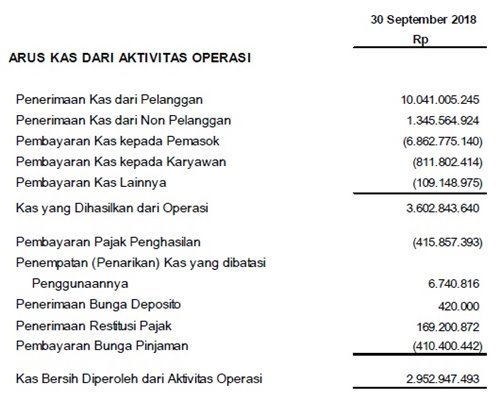 30 September 2018
Rp
ARUS KAS DARI AKTIVITAS OPERASI
Penerimaan Kas dari Pelanggan 10.041.005.245
Penerimaan Kas dari Non Pelanggan 1.345.564.924
Pembayaran Kas kepada Pemasok (6.862.775.140)
Pembayaran Kas kepada Karyawan (811.802.414)
Pembayaran Kas Lainnya (109.148.975)
Kas yang Dihasilkan dari Operasi 3.602.843.640
Pembayaran Pajak Penghasilan (415.857.393)
Penempatan (Penarikan) Kas yang dibatasi
Penggunaannya 6.740.816
Penerimaan Bunga Deposito 420.000
Penerimaan Restitusi Pajak 169.200.872
Pembayaran Bunga Pinjaman (410.400.442)
Kas Bersih Diperoleh dari Aktivitas Operasi 2.952.947.493